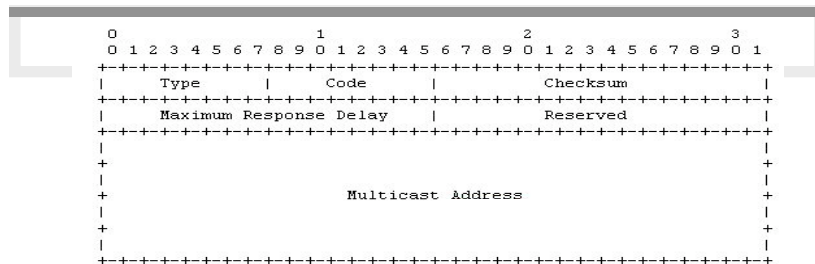 0                   1                   2                   3
0 1 2 3 4 5 6 7 8 9 0 1 2 3 4 5 6 7 8 9 0 1 2 3 4 5 6 7 8 9 0 1
+-+-+-+-+-+-+-+-+-+-+-+-+-+-+-+-+-+-+-+-+-+-+-+-+-+-+-+-+-+-+-+-+
|     Type      |     Code      |          Checksum             |
+-+-+-+-+-+-+-+-+-+-+-+-+-+-+-+-+-+-+-+-+-+-+-+-+-+-+-+-+-+-+-+-+
|     Maximum Response Delay    |          Reserved             |
+-+-+-+-+-+-+-+-+-+-+-+-+-+-+-+-+-+-+-+-+-+-+-+-+-+-+-+-+-+-+-+-+
|                                                               |
+                                                               +
|                                                               |
+                       Multicast Address                       +
|                                                               |
+                                                               +
|                                                               |
+-+-+-+-+-+-+-+-+-+-+-+-+-+-+-+-+-+-+-+-+-+-+-+-+-+-+-+-+-+-+-+-+